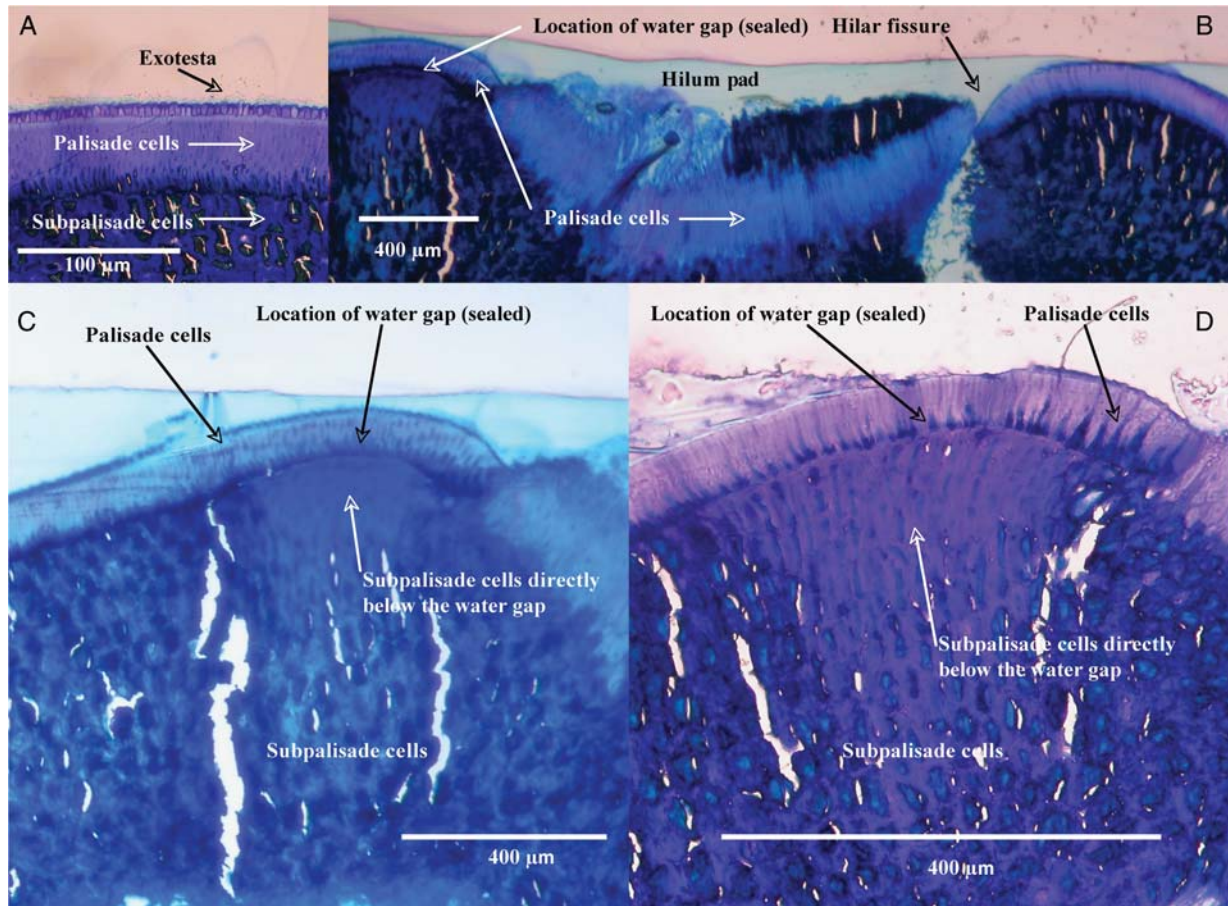 A
Exotesta
Palisade cells
Subpalisade cells
100 µm
Location of water gap (sealed)
Hilar fissure
B
Hilum pad
Palisade cells
400 µm
C
Location of water gap (sealed)
Palisade cells
Subpalisade cells directly
below the water gap
Subpalisade cells
400 µm
Location of water gap (sealed)
Palisade cells
D
Subpalisade cells directly
below the water gap
Subpalisade cells
400 µm